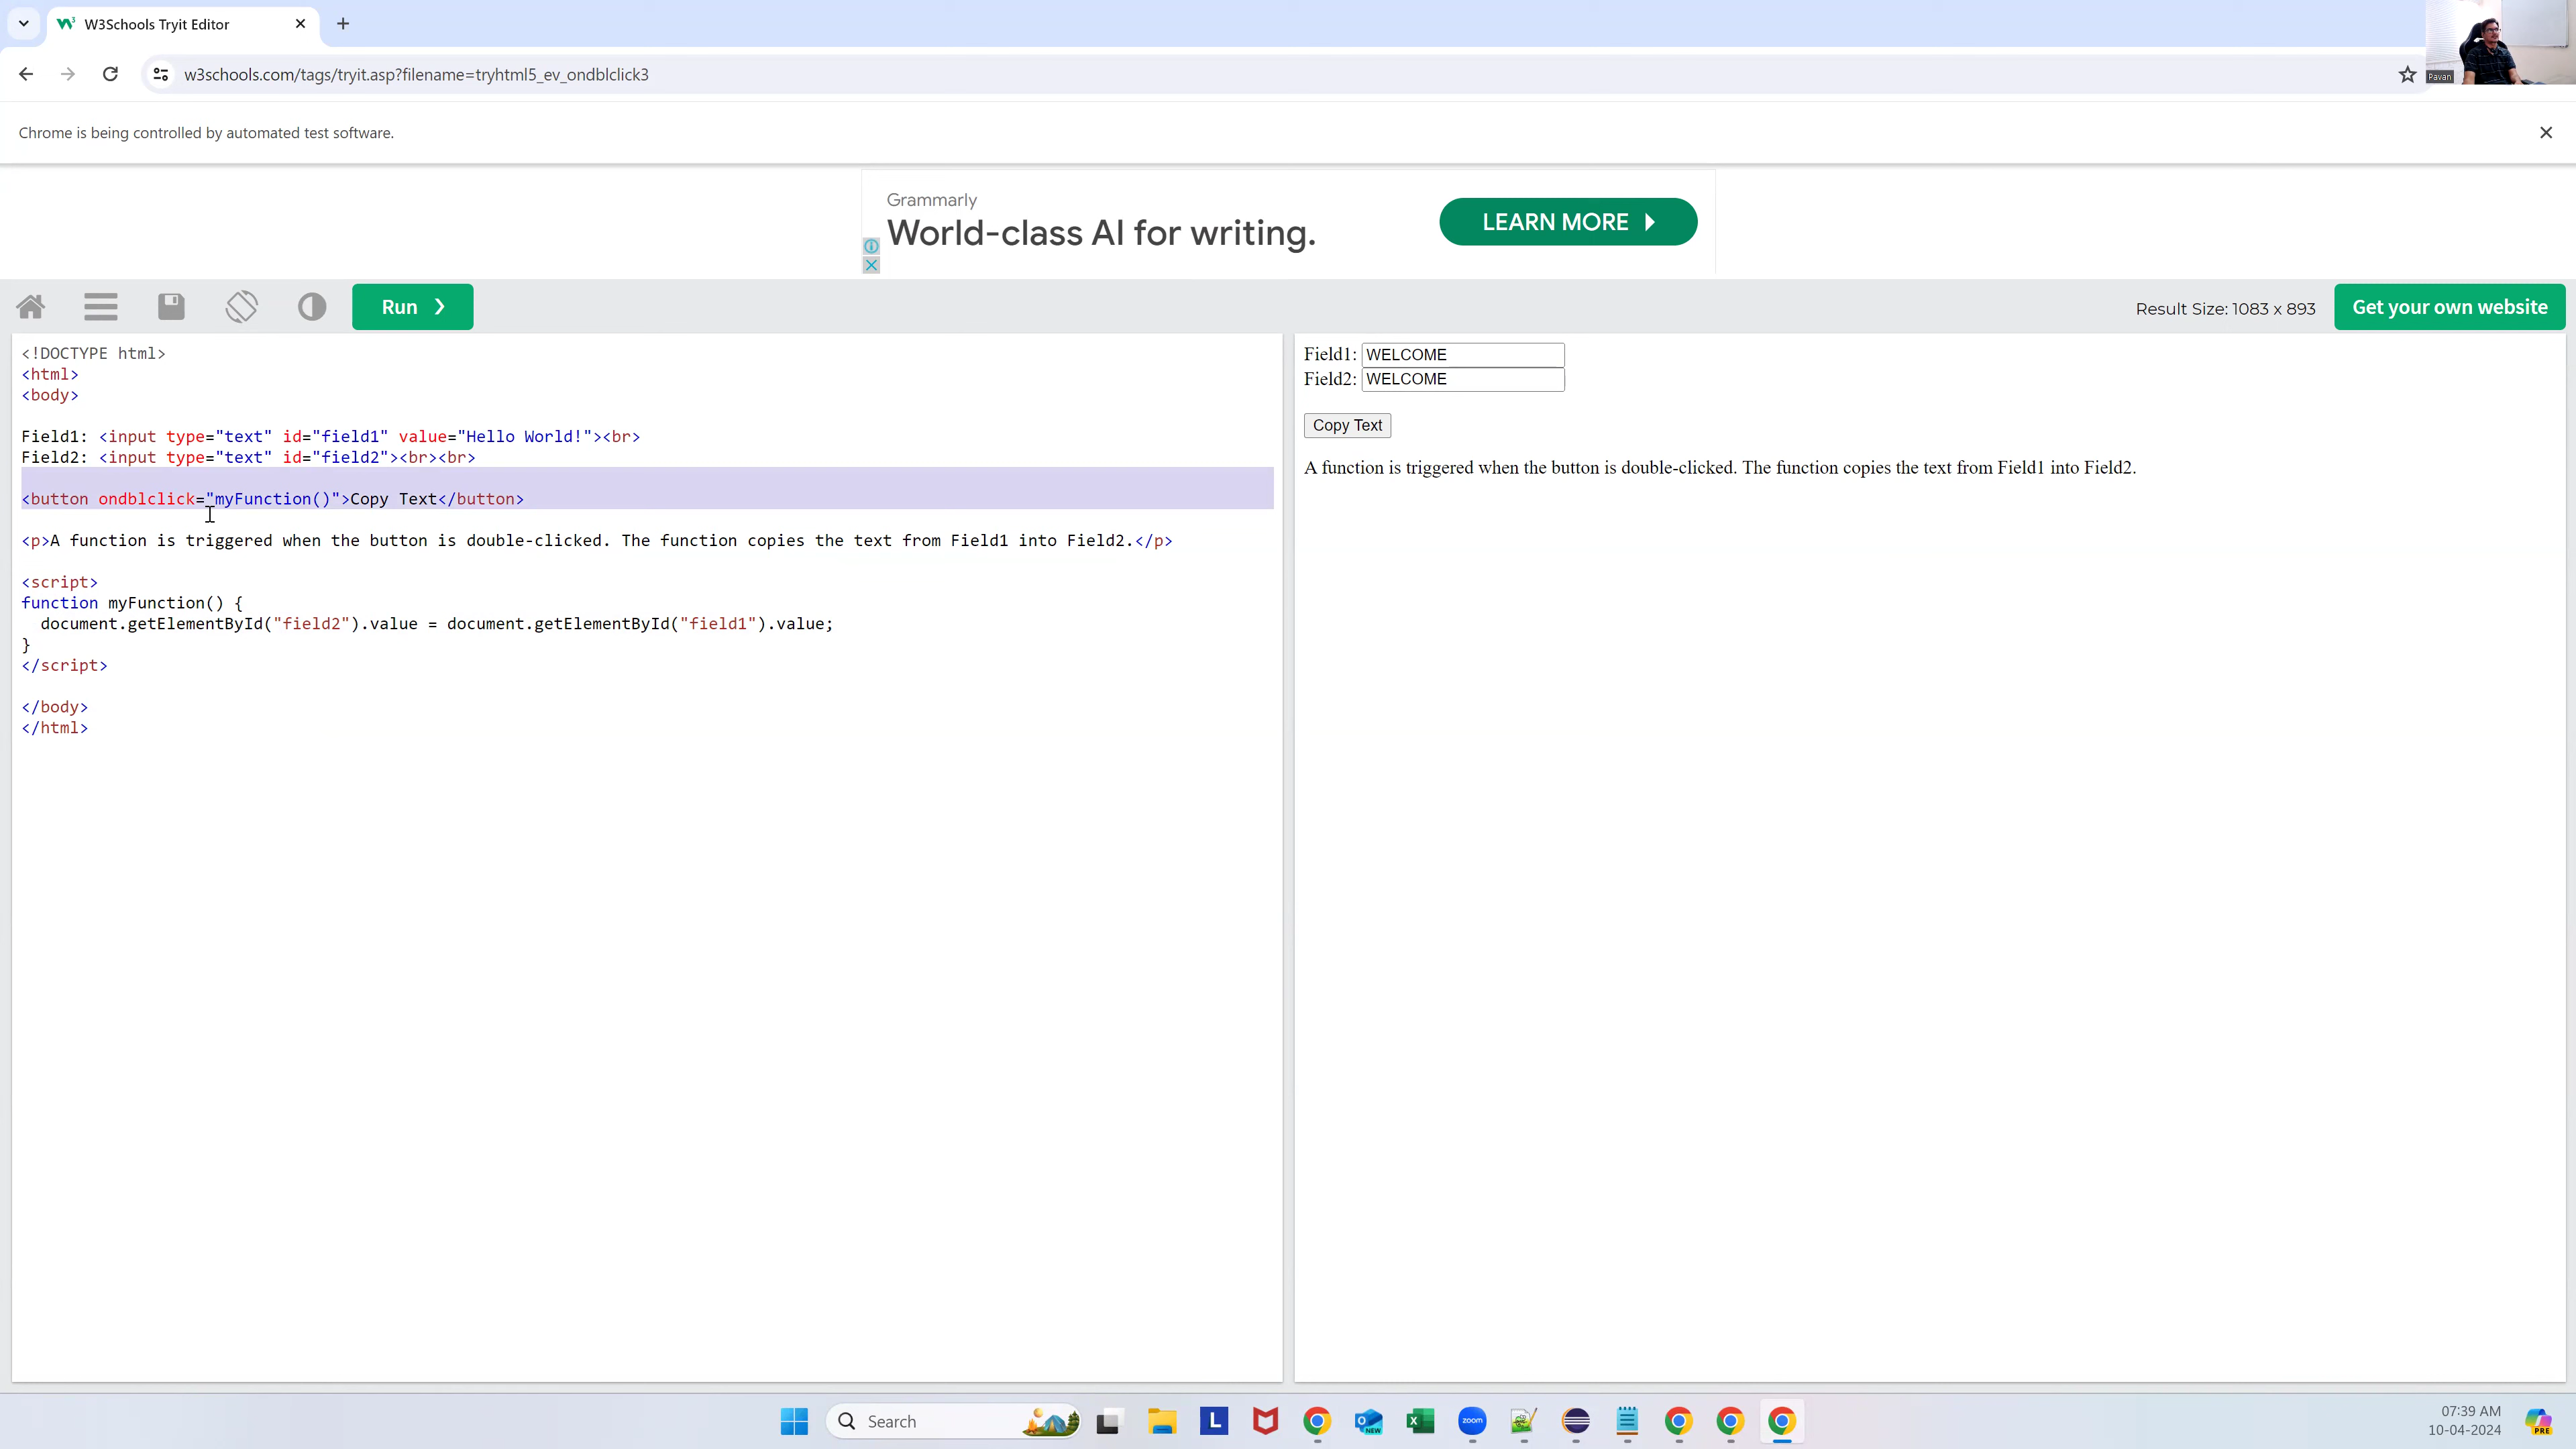 W3Schools Tryit Editor
w3schools.com/tags/tryit.asp?filename=tryhtml5_ev_ondblclick3
Pavan
Chrome is being controlled by automated test software.
Grammarly
World-class AI for writing.
LEARN MORE
Run
Result Size: 1083 x 893
Get your own website
<!DOCTYPE html>
<html>
<body>
Field1: <input type="text" id="field1" value="Hello World!"><br>
Field2: <input type="text" id="field2"><br><br>
<button ondblclick="myFunction()">Copy Text</button>
<p>A function is triggered when the button is double-clicked. The function copies the text from Field1 into Field2.</p>
<script>
function myFunction() {
  document.getElementById("field2").value = document.getElementById("field1").value;
}
</script>
</body>
</html>
Field1: WELCOME
Field2: WELCOME
Copy Text
A function is triggered when the button is double-clicked. The function copies the text from Field1 into Field2.
Search
L
NEW
zoom
07:39 AM
10-04-2024
PRE